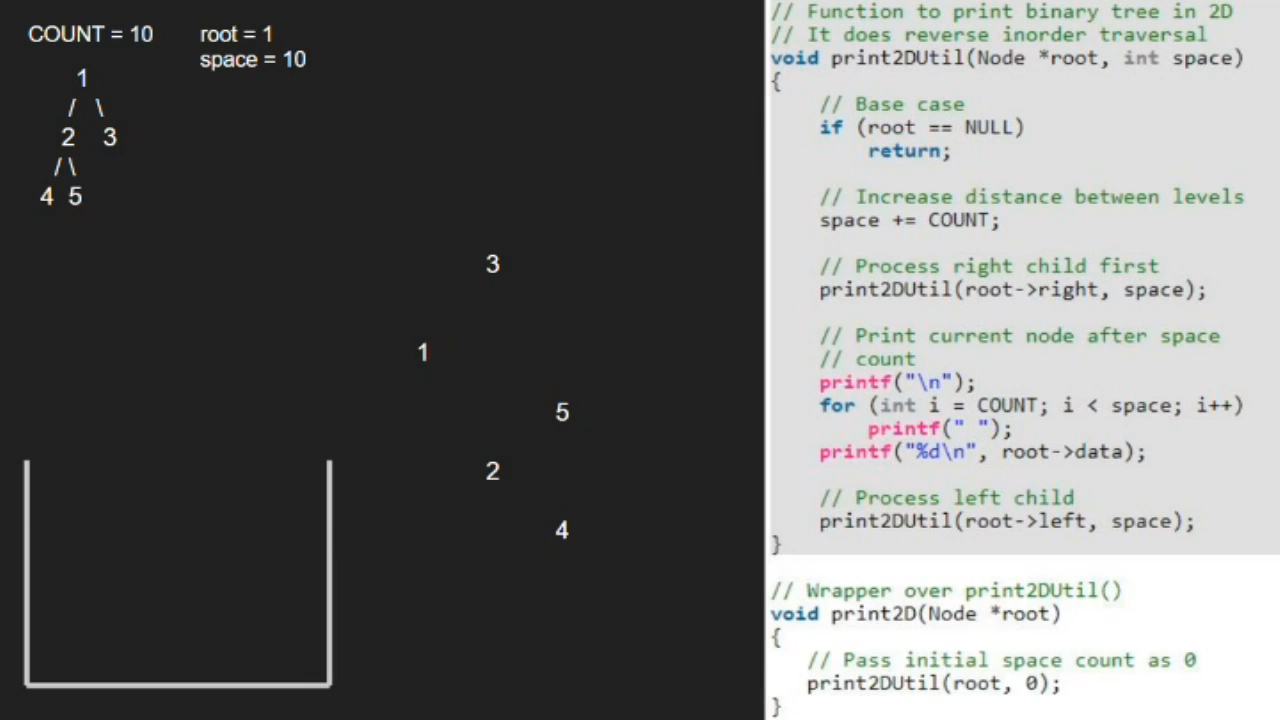 COUNT = 10
root = 1
space = 10
1
/ \
2 3
/ \
4 5
3
1
5
2
4
// Function to print binary tree in 2D
// It does reverse inorder traversal
void print2DUtil(Node *root, int space)
{
// Base case
if (root == NULL)
return;
// Increase distance between levels
space += COUNT;
// Process right child first
print2DUtil(root->right, space);
// Print current node after space
// count
printf("\n");
for (int i = COUNT; i < space; i++)
printf(" ");
printf("%d\n", root->data);
// Process left child
print2DUtil(root->left, space);
}
// Wrapper over print2DUtil()
void print2D(Node *root)
{
// Pass initial space count as 0
print2DUtil(root, 0);
}